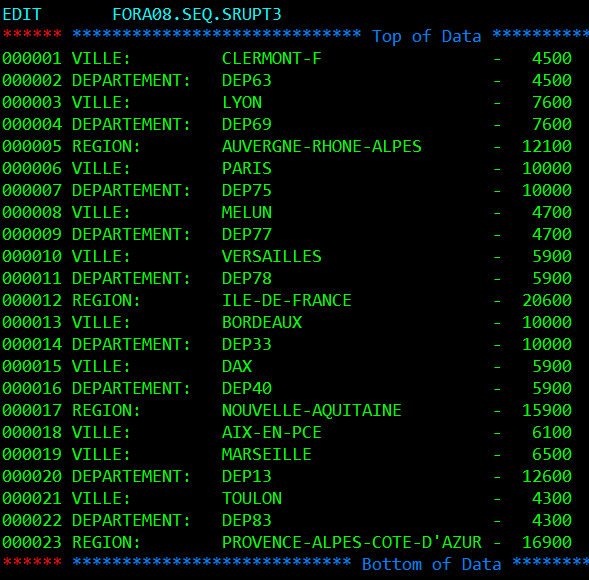 EDIT       FORA08.SEQ.SRUPT3
****** ***************************** Top of Data **********
000001 VILLE:         CLERMONT-F                 -   4500
000002 DEPARTEMENT:   DEP63                      -   4500
000003 VILLE:         LYON                       -   7600
000004 DEPARTEMENT:   DEP69                      -   7600
000005 REGION:        AUVERGNE-RHONE-ALPES       -  12100
000006 VILLE:         PARIS                      -  10000
000007 DEPARTEMENT:   DEP75                      -  10000
000008 VILLE:         MELUN                      -   4700
000009 DEPARTEMENT:   DEP77                      -   4700
000010 VILLE:         VERSAILLES                 -   5900
000011 DEPARTEMENT:   DEP78                      -   5900
000012 REGION:        ILE-DE-FRANCE              -  20600
000013 VILLE:         BORDEAUX                   -  10000
000014 DEPARTEMENT:   DEP33                      -  10000
000015 VILLE:         DAX                        -   5900
000016 DEPARTEMENT:   DEP40                      -   5900
000017 REGION:        NOUVELLE-AQUITAINE         -  15900
000018 VILLE:         AIX-EN-PCE                 -   6100
000019 VILLE:         MARSEILLE                  -   6500
000020 DEPARTEMENT:   DEP13                      -  12600
000021 VILLE:         TOULON                     -   4300
000022 DEPARTEMENT:   DEP83                      -   4300
000023 REGION:        PROVENCE-ALPES-COTE-D'AZUR -  16900
****** **************************** Bottom of Data ********